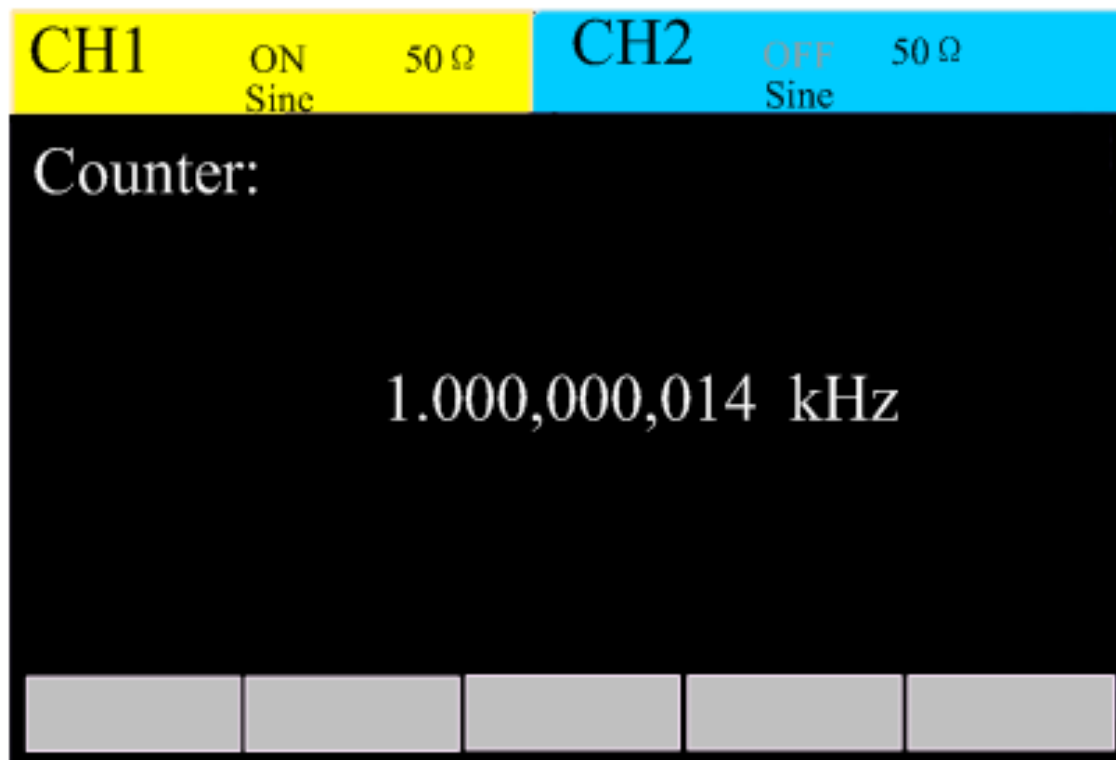 CH1 ON 50 Ω CH2 OFF 50 Ω
Sine Sine
Counter:
1.000,000,014 kHz